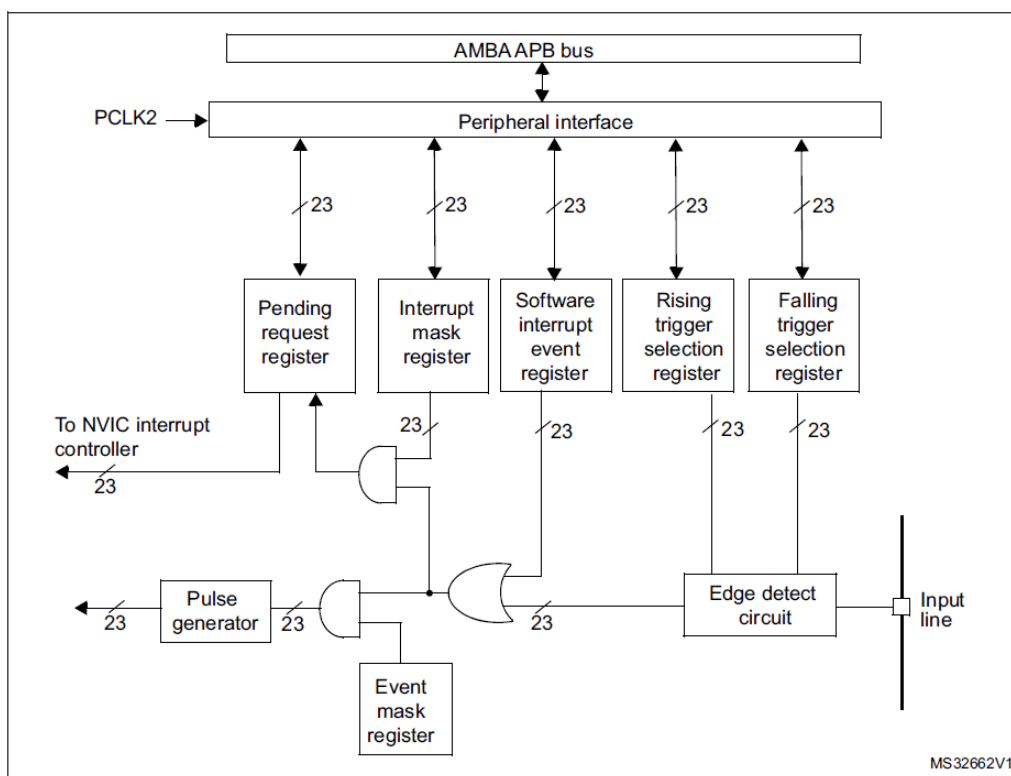 AMBA APB bus
PCLK2
Peripheral interface
23
23
23
23
23
Pending
request
register
Interrupt
mask
register
Software
interrupt
event
register
Rising
trigger
selection
register
Falling
trigger
selection
register
To NVIC interrupt
controller
23
23
23
23
23
Pulse
generator
23
23
23
Edge detect
circuit
Input
line
Event
mask
register
MS32662V1